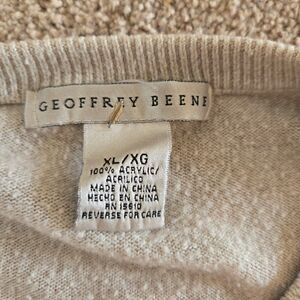 GEOFFREY BEENE
XL/XG
100% ACRYLIC/
ACRILICO
MADE IN CHINA
HECHO EN CHINA
RN 15610
REVERSE FOR CARE